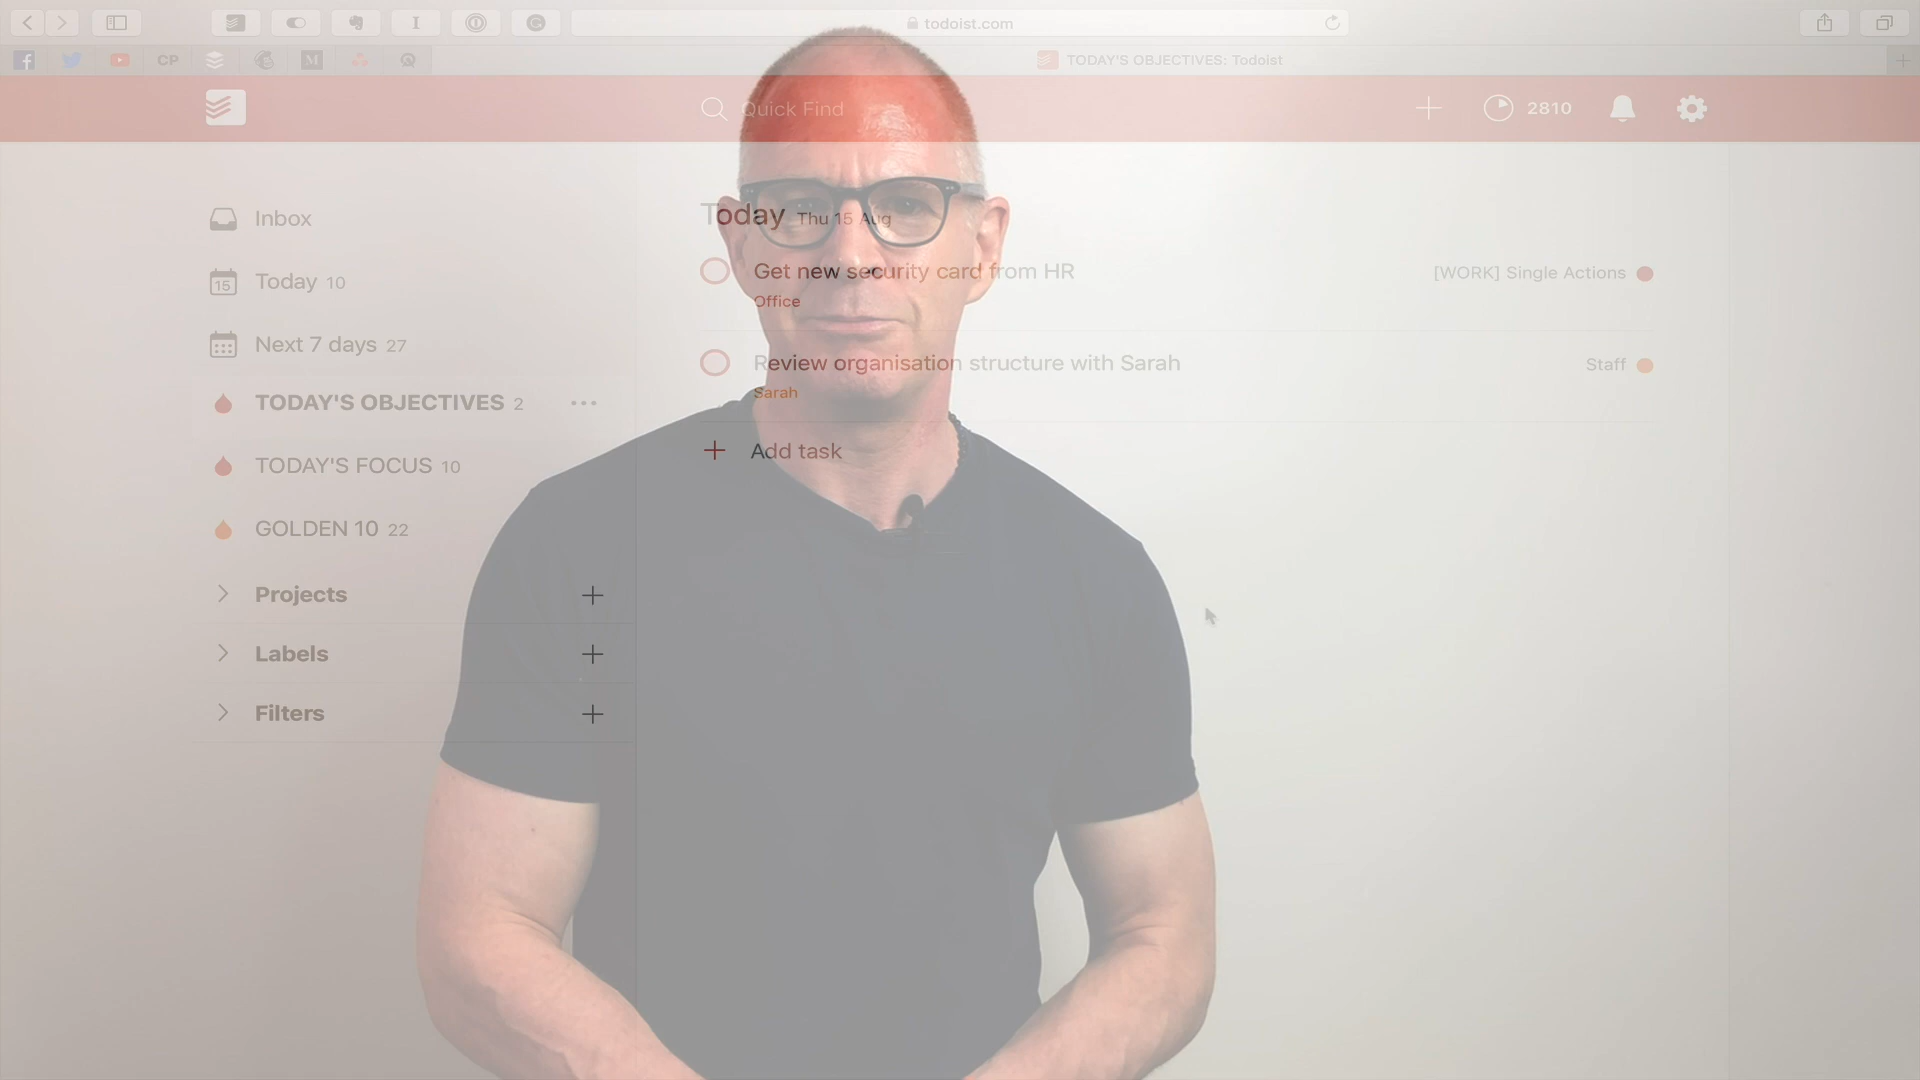 todoist.com
CP
M
TODAY'S OBJECTIVES: Todoist
Quick Find
2810
Inbox
15
Today 10
Next 7 days 27
TODAY'S OBJECTIVES 2
TODAY'S FOCUS 10
GOLDEN 10 22
Projects
Labels
Filters
Today Thu 15 Aug
Get new security card from HR
Office
[WORK] Single Actions
Review organisation structure with Sarah
Sarah
Staff
Add task